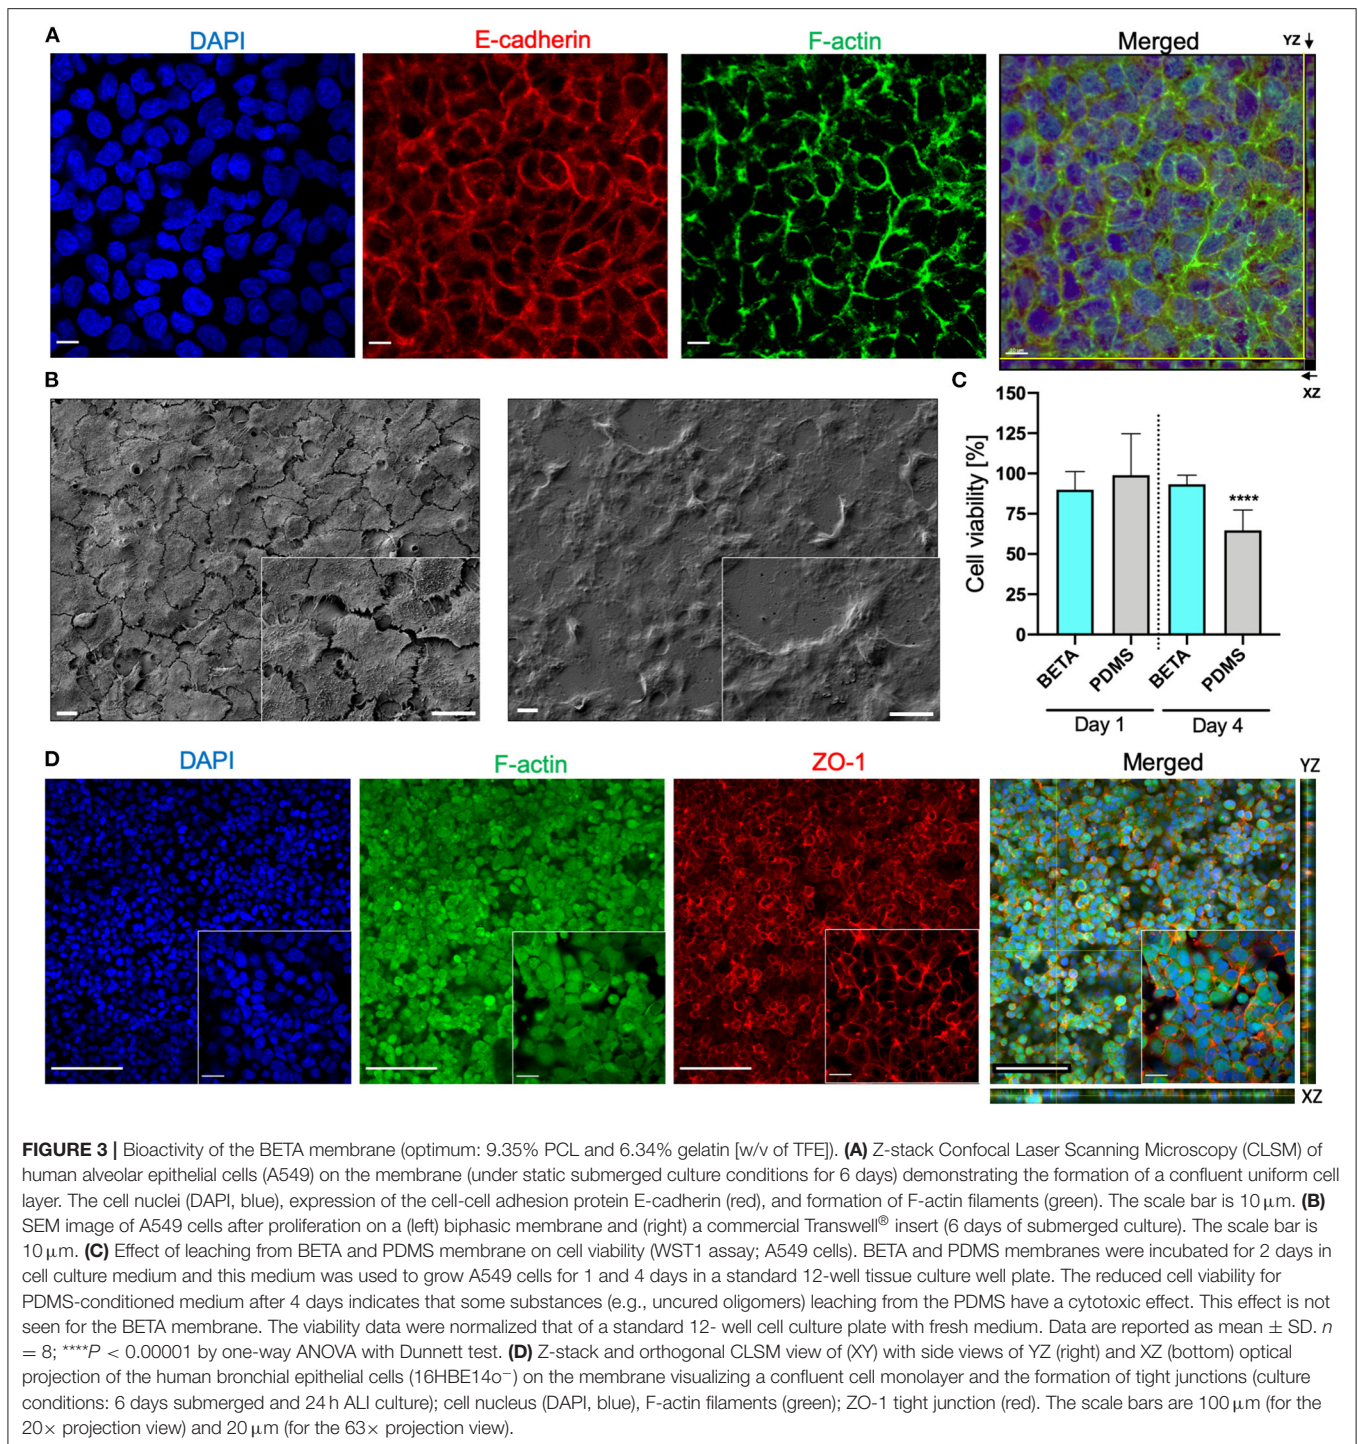 A
DAPI
E-cadherin
F-actin
Merged
YZ
XZ
B
C
Cell viability [%]
150
125
100
75
50
25
0
****
BETA
PDMS
BETA
PDMS
Day 1
Day 4
D
DAPI
F-actin
ZO-1
Merged
YZ
XZ
FIGURE 3 | Bioactivity of the BETA membrane (optimum: 9.35% PCL and 6.34% gelatin [w/v of TFE]). (A) Z-stack Confocal Laser Scanning Microscopy (CLSM) of
human alveolar epithelial cells (A549) on the membrane (under static submerged culture conditions for 6 days) demonstrating the formation of a confluent uniform cell
layer. The cell nuclei (DAPI, blue), expression of the cell-cell adhesion protein E-cadherin (red), and formation of F-actin filaments (green). The scale bar is 10 μm. (B)
SEM image of A549 cells after proliferation on a (left) biphasic membrane and (right) a commercial Transwell® insert (6 days of submerged culture). The scale bar is
10 μm. (C) Effect of leaching from BETA and PDMS membrane on cell viability (WST1 assay; A549 cells). BETA and PDMS membranes were incubated for 2 days in
cell culture medium and this medium was used to grow A549 cells for 1 and 4 days in a standard 12-well tissue culture well plate. The reduced cell viability for
PDMS-conditioned medium after 4 days indicates that some substances (e.g., uncured oligomers) leaching from the PDMS have a cytotoxic effect. This effect is not
seen for the BETA membrane. The viability data were normalized that of a standard 12- well cell culture plate with fresh medium. Data are reported as mean ± SD. n
= 8; ****P < 0.00001 by one-way ANOVA with Dunnett test. (D) Z-stack and orthogonal CLSM view of (XY) with side views of YZ (right) and XZ (bottom) optical
projection of the human bronchial epithelial cells (16HBE14o−) on the membrane visualizing a confluent cell monolayer and the formation of tight junctions (culture
conditions: 6 days submerged and 24 h ALI culture); cell nucleus (DAPI, blue), F-actin filaments (green); ZO-1 tight junction (red). The scale bars are 100 μm (for the
20× projection view) and 20 μm (for the 63× projection view).